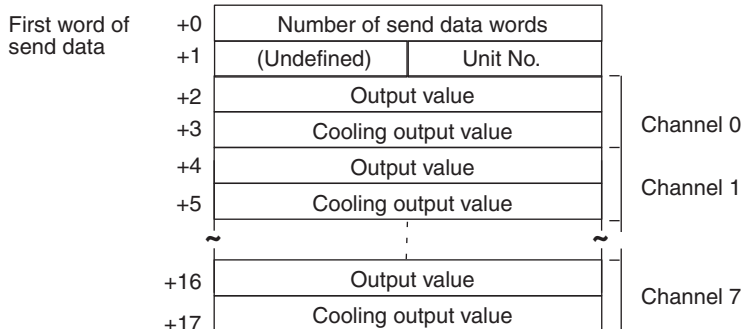 First word of send data
+0 Number of send data words
+1 (Undefined) Unit No.
+2 Output value
+3 Cooling output value
Channel 0
+4 Output value
+5 Cooling output value
Channel 1
~ ~
+16 Output value
+17 Cooling output value
Channel 7